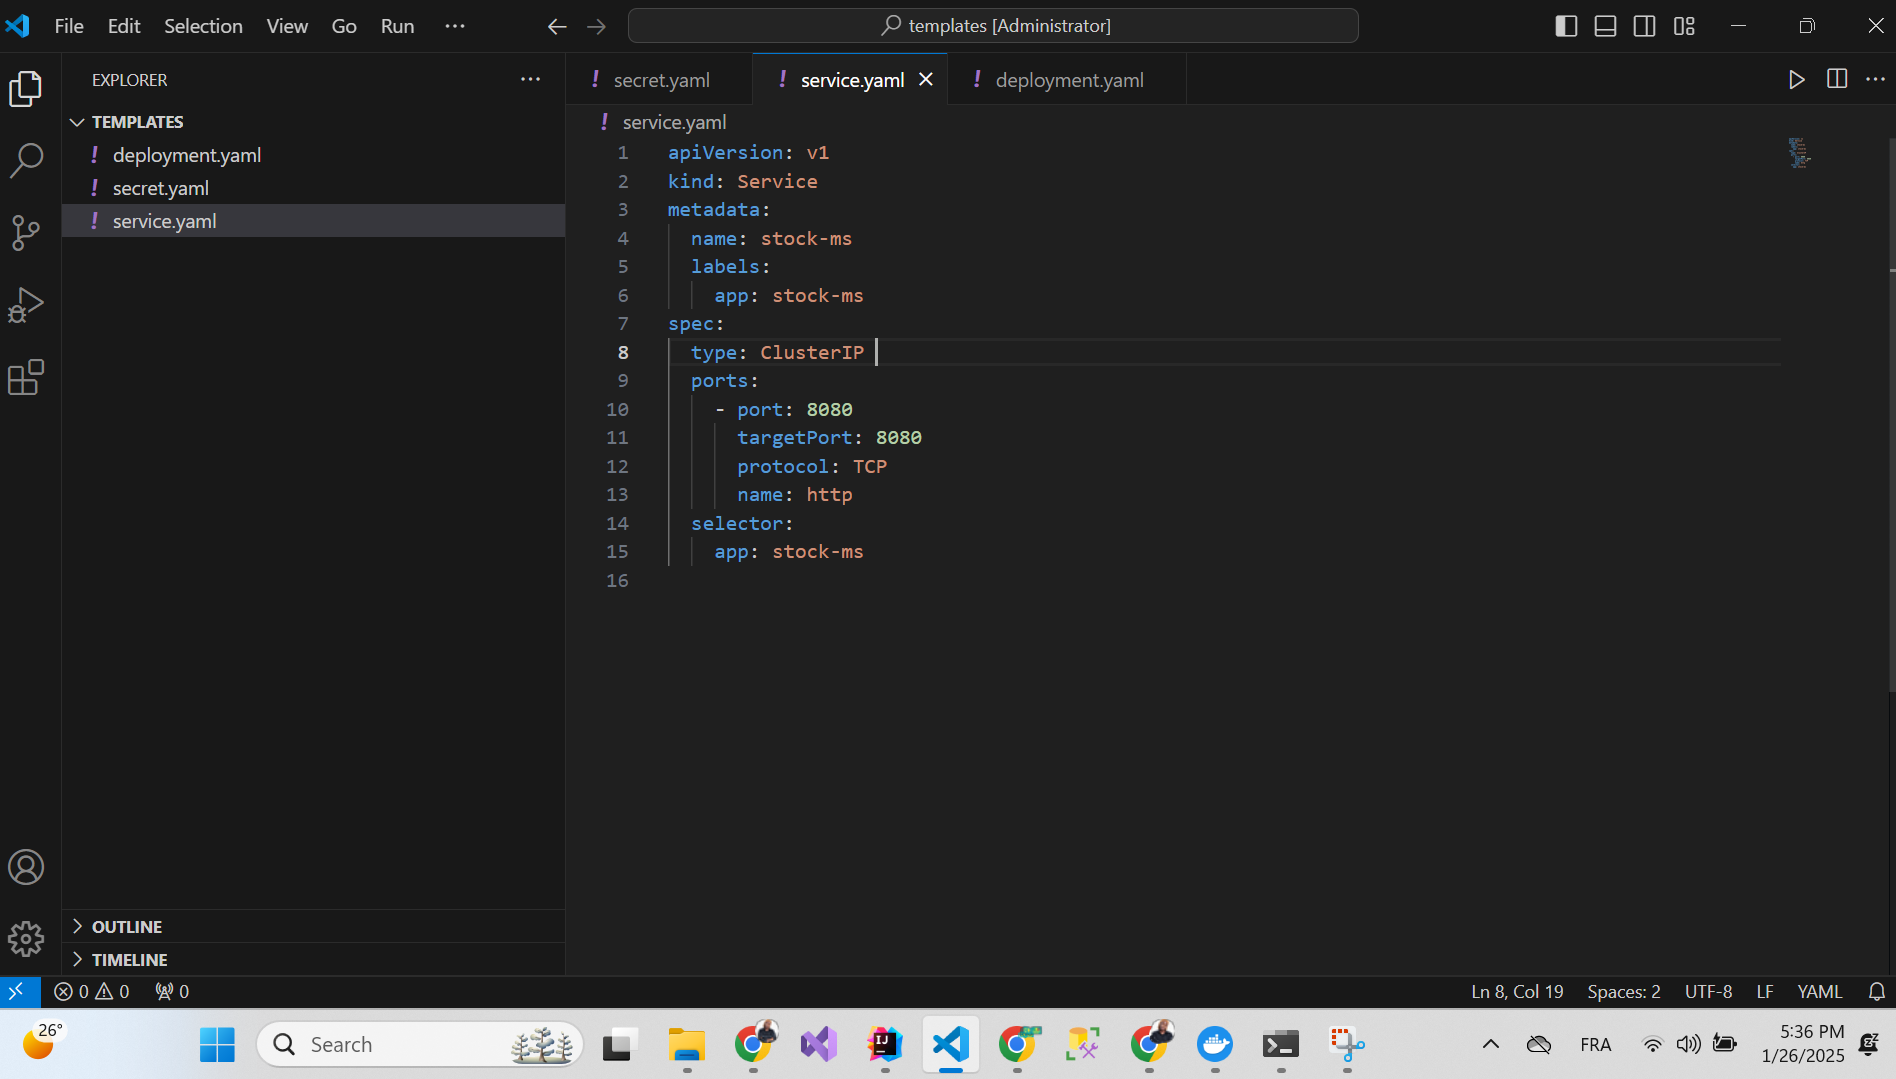 File Edit Selection View Go Run ···
templates [Administrator]
EXPLORER ···
TEMPLATES
! deployment.yaml
! secret.yaml
! service.yaml
OUTLINE
TIMELINE
! secret.yaml ! service.yaml ! deployment.yaml
! service.yaml
1 apiVersion: v1
2 kind: Service
3 metadata:
4 name: stock-ms
5 labels:
6 app: stock-ms
7 spec:
8 type: ClusterIP
9 ports:
10 - port: 8080
11 targetPort: 8080
12 protocol: TCP
13 name: http
14 selector:
15 app: stock-ms
16
0 0 0 Ln 8, Col 19 Spaces: 2 UTF-8 LF YAML
26°
Search
IJ
FRA
5:36 PM
1/26/2025